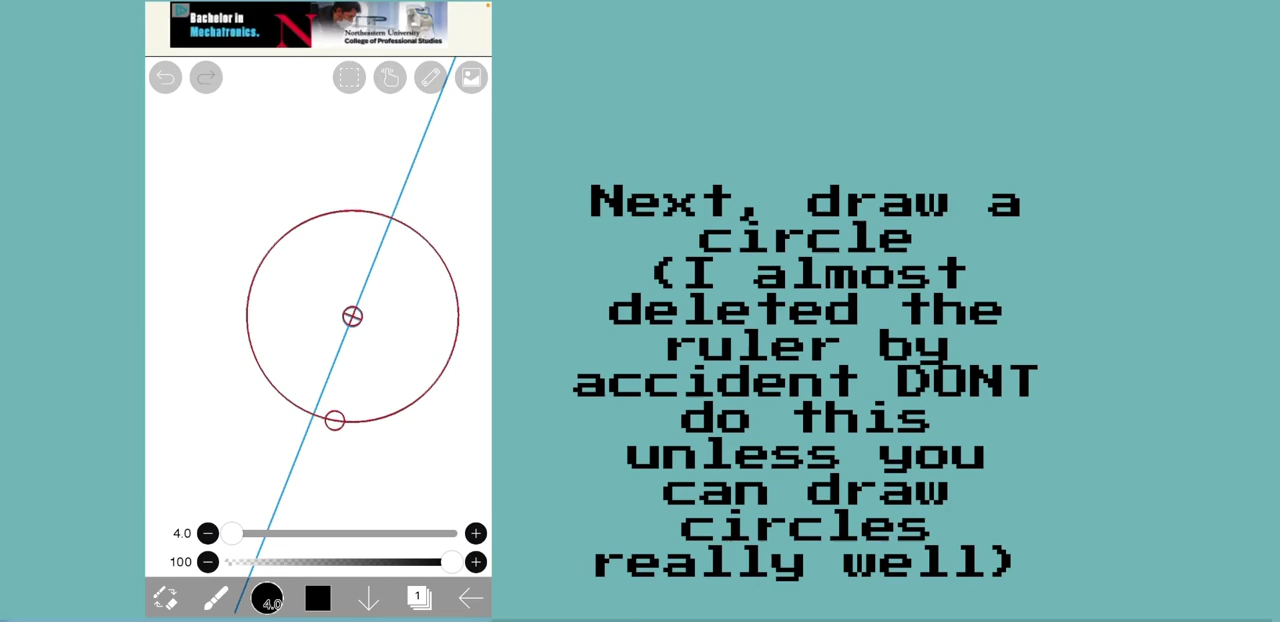 Bachelor in
Mechatronics.
N
Northeastern University
College of Professional Studies
Next, draw a
circle
(I almost
deleted the
ruler by
accident DONT
do this
unless you
can draw
circles
really well)
4.0
100
4.0
1